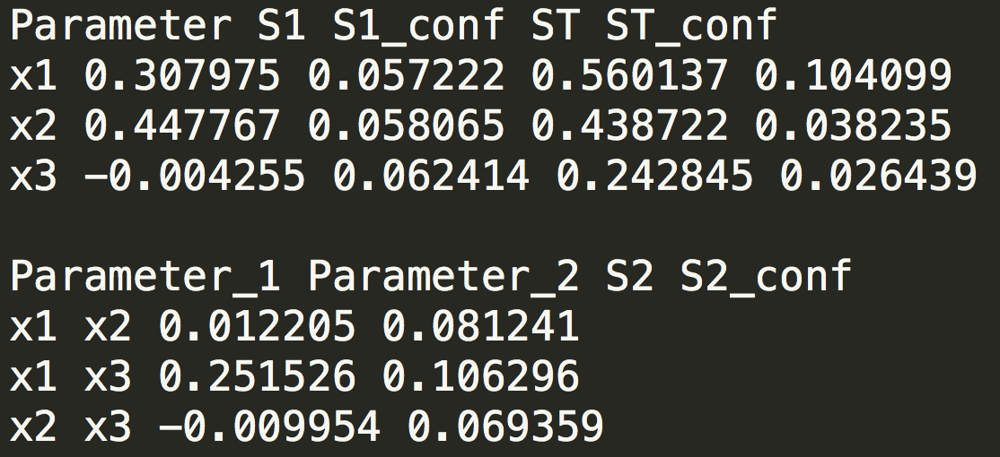 Parameter S1 S1_conf ST ST_conf
x1 0.307975 0.057222 0.560137 0.104099
x2 0.447767 0.058065 0.438722 0.038235
x3 -0.004255 0.062414 0.242845 0.026439
Parameter_1 Parameter_2 S2 S2_conf
x1 x2 0.012205 0.081241
x1 x3 0.251526 0.106296
x2 x3 -0.009954 0.069359